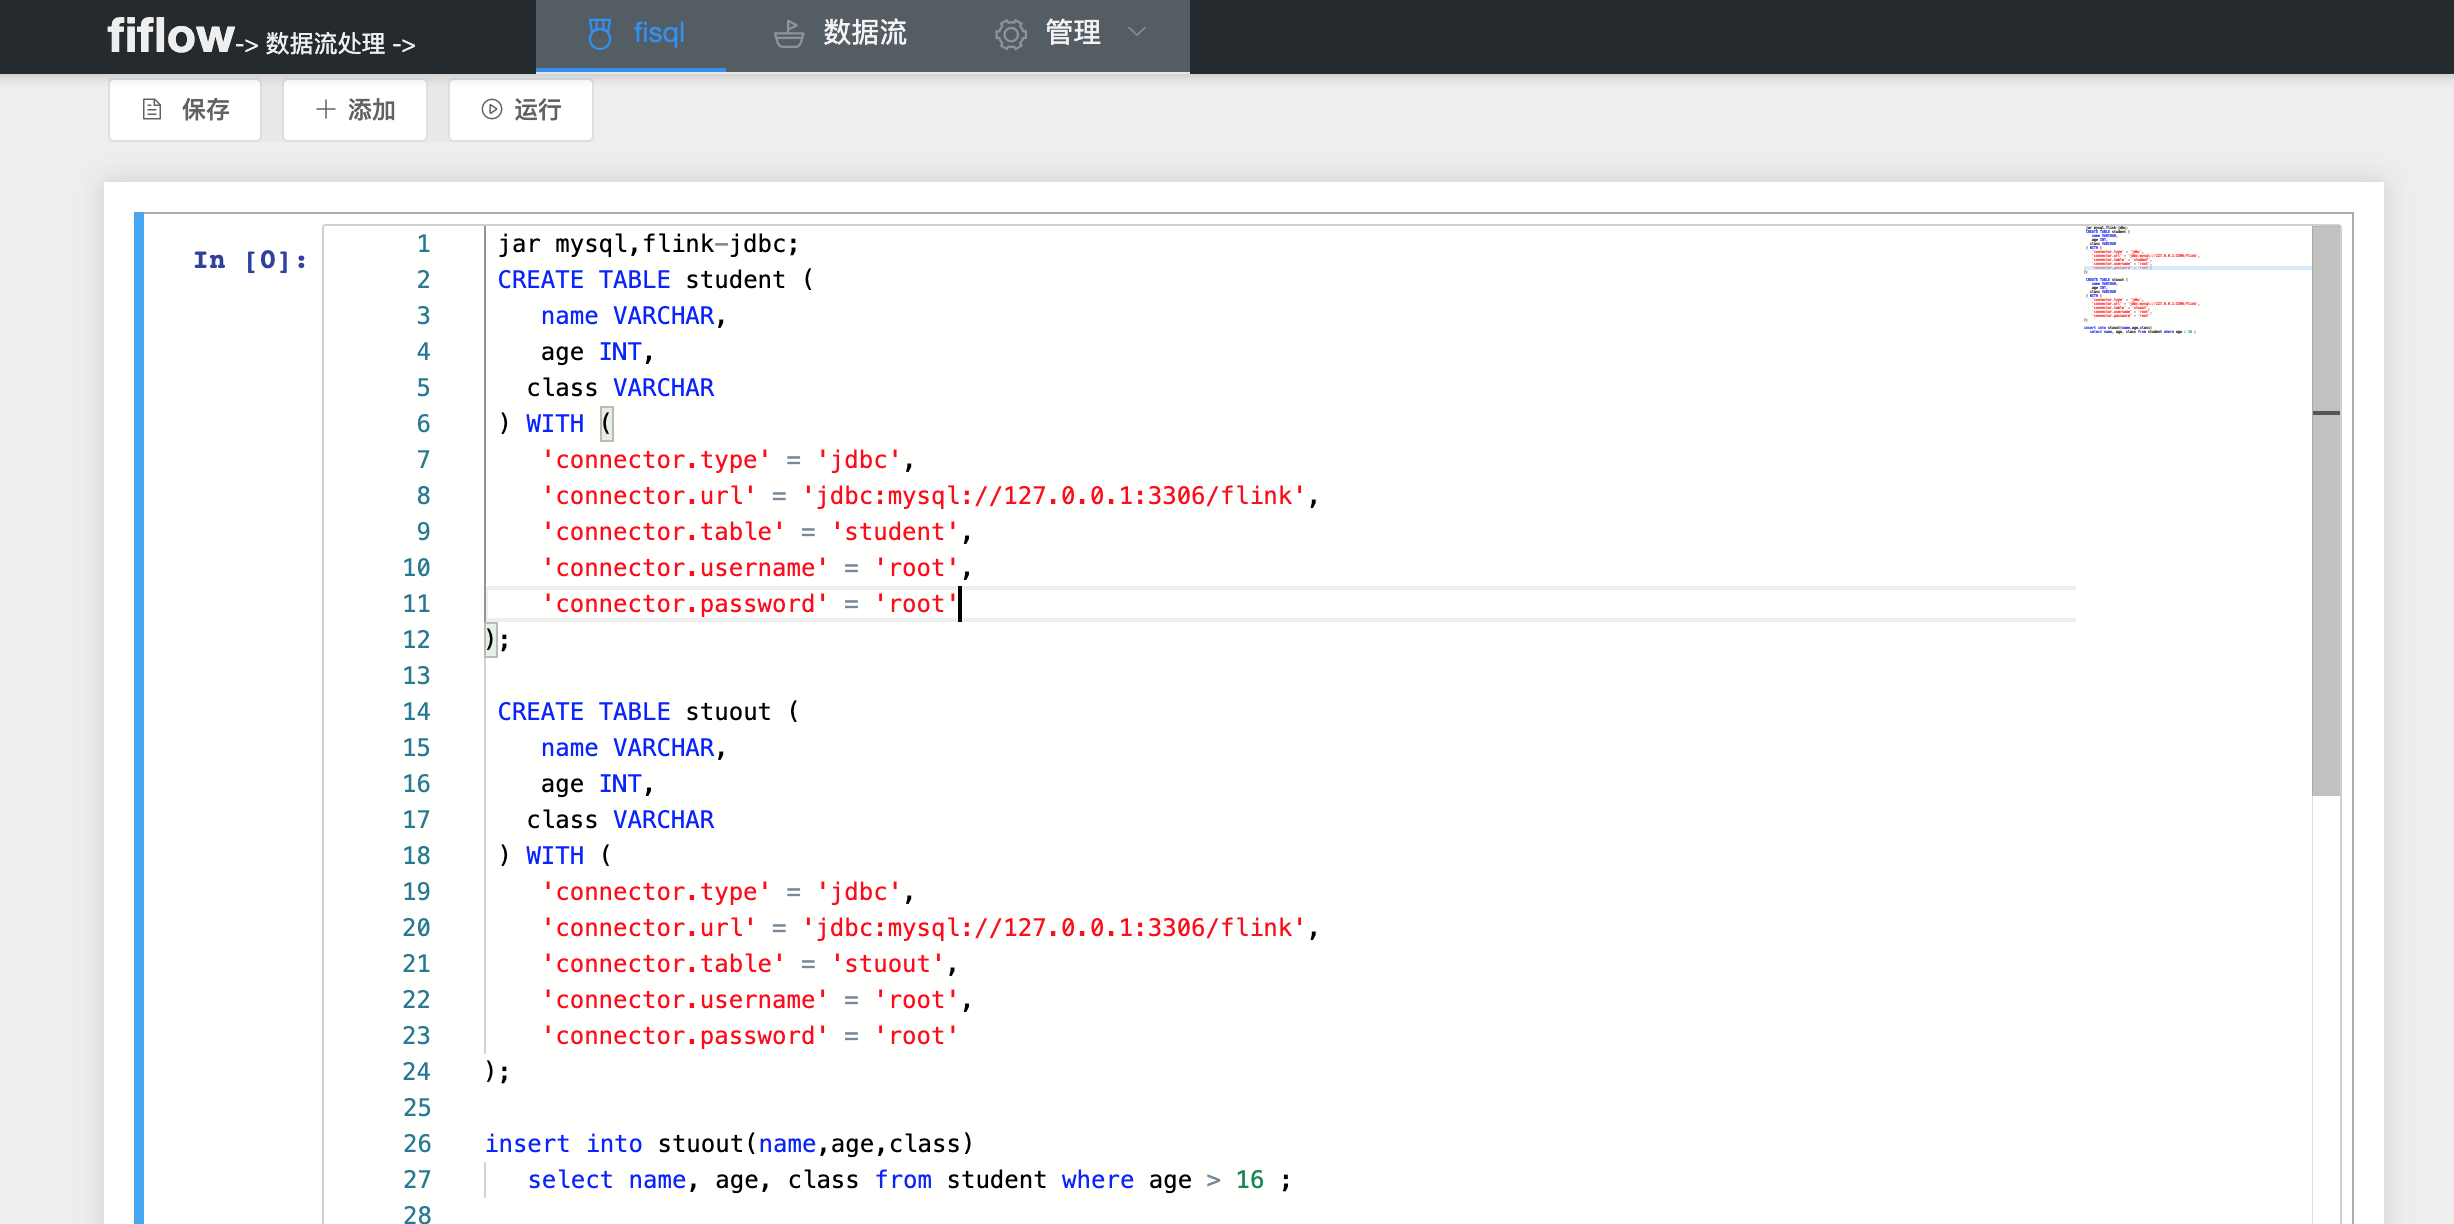 fiflow-> 数据流处理 ->
fisql 数据流 管理
保存 添加 运行
In [0]:
1 jar mysql,flink-jdbc;
2 CREATE TABLE student (
3 name VARCHAR,
4 age INT,
5 class VARCHAR
6 ) WITH (
7 'connector.type' = 'jdbc',
8 'connector.url' = 'jdbc:mysql://127.0.0.1:3306/flink',
9 'connector.table' = 'student',
10 'connector.username' = 'root',
11 'connector.password' = 'root'
12 );
13
14 CREATE TABLE stuout (
15 name VARCHAR,
16 age INT,
17 class VARCHAR
18 ) WITH (
19 'connector.type' = 'jdbc',
20 'connector.url' = 'jdbc:mysql://127.0.0.1:3306/flink',
21 'connector.table' = 'stuout',
22 'connector.username' = 'root',
23 'connector.password' = 'root'
24 );
25
26 insert into stuout(name,age,class)
27 select name, age, class from student where age > 16 ;
28